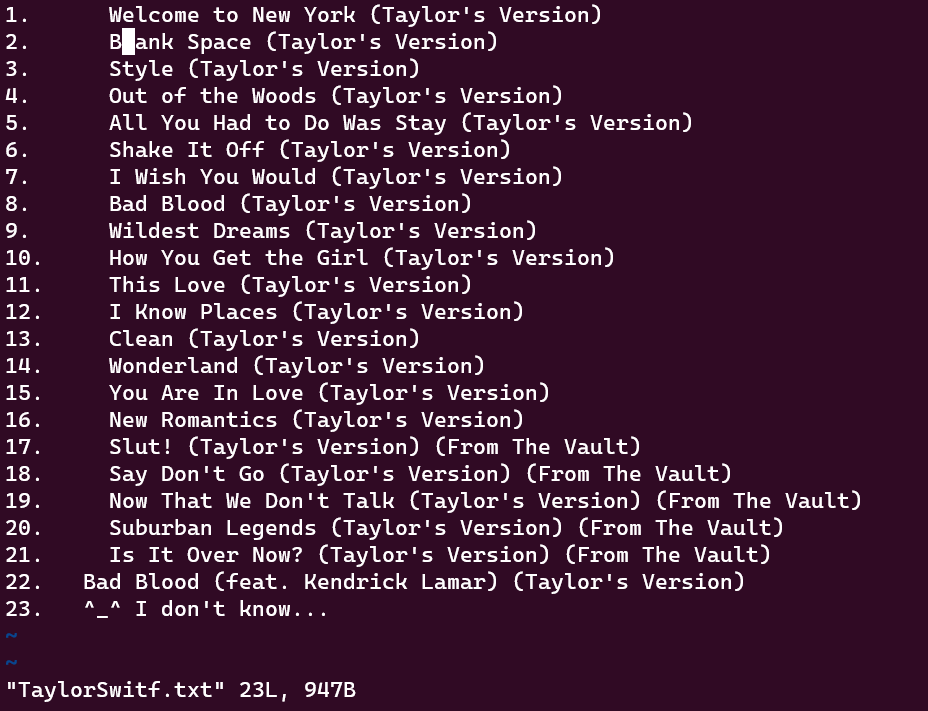 1.      Welcome to New York (Taylor's Version)
2.      B ank Space (Taylor's Version)
3.      Style (Taylor's Version)
4.      Out of the Woods (Taylor's Version)
5.      All You Had to Do Was Stay (Taylor's Version)
6.      Shake It Off (Taylor's Version)
7.      I Wish You Would (Taylor's Version)
8.      Bad Blood (Taylor's Version)
9.      Wildest Dreams (Taylor's Version)
10.     How You Get the Girl (Taylor's Version)
11.     This Love (Taylor's Version)
12.     I Know Places (Taylor's Version)
13.     Clean (Taylor's Version)
14.     Wonderland (Taylor's Version)
15.     You Are In Love (Taylor's Version)
16.     New Romantics (Taylor's Version)
17.     Slut! (Taylor's Version) (From The Vault)
18.     Say Don't Go (Taylor's Version) (From The Vault)
19.     Now That We Don't Talk (Taylor's Version) (From The Vault)
20.     Suburban Legends (Taylor's Version) (From The Vault)
21.     Is It Over Now? (Taylor's Version) (From The Vault)
22.   Bad Blood (feat. Kendrick Lamar) (Taylor's Version)
23.   ^_^ I don't know...
~
~
"TaylorSwitf.txt" 23L, 947B